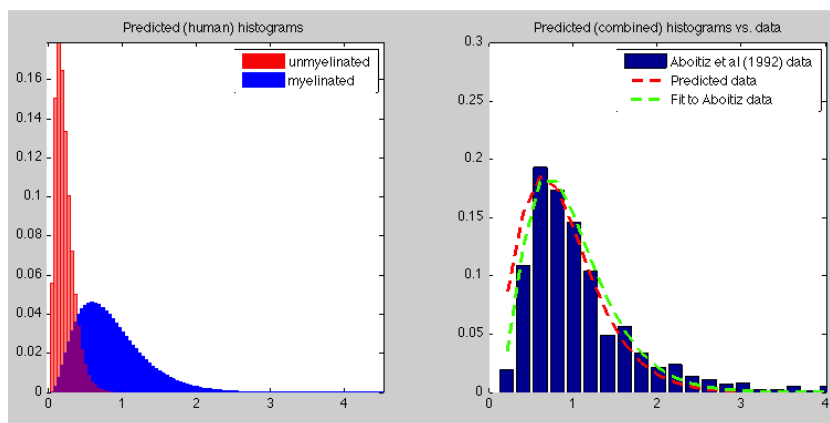 Predicted (human) histograms
unmyelinated
myelinated
0.16
0.14
0.12
0.1
0.08
0.06
0.04
0.02
0
0 1 2 3 4
Predicted (combined) histograms vs. data
Aboitiz et al (1992) data
Predicted data
Fit to Aboitiz data
0.3
0.25
0.2
0.15
0.1
0.05
0
0 1 2 3 4